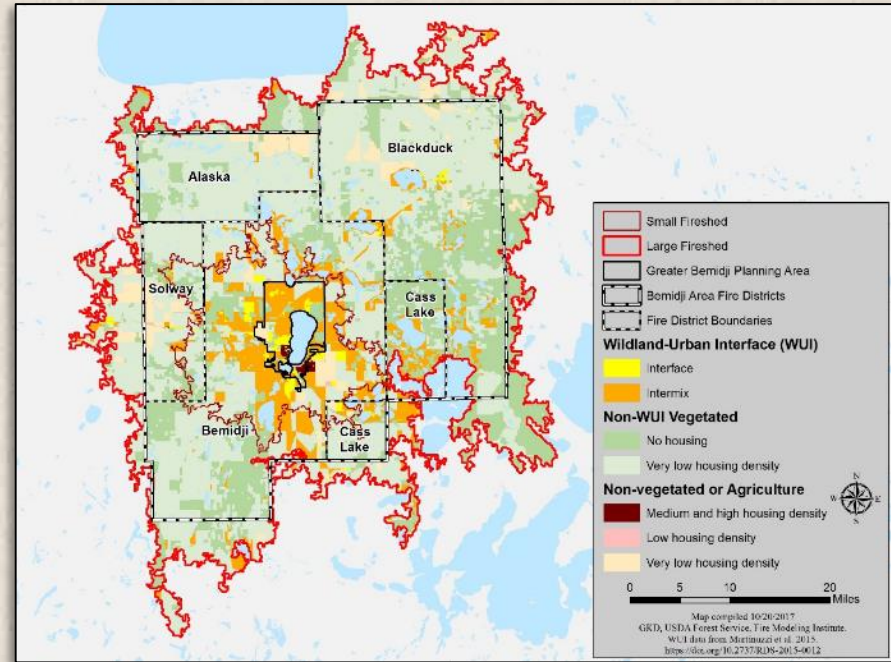 Blackduck
Alaska
Solway
Cass
Lake
Bemidji
Cass
Lake
Small Fireshed
Large Fireshed
Greater Bemidji Planning Area
Bemidji Area Fire Districts
Fire District Boundaries
Wildland-Urban Interface (WUI)
Interface
Intermix
Non-WUI Vegetated
No housing
Very low housing density
Non-vegetated or Agriculture
Medium and high housing density
Low housing density
Very low housing density
N
W E
S
0 5 10 20
Miles
Map compiled 10/20/2017
GKD, USDA Forest Service, Fire Modeling Institute.
WUI data from Martinuzzi et al. 2015.
https://dx.doi.org/10.2737/RDS-2015-0012